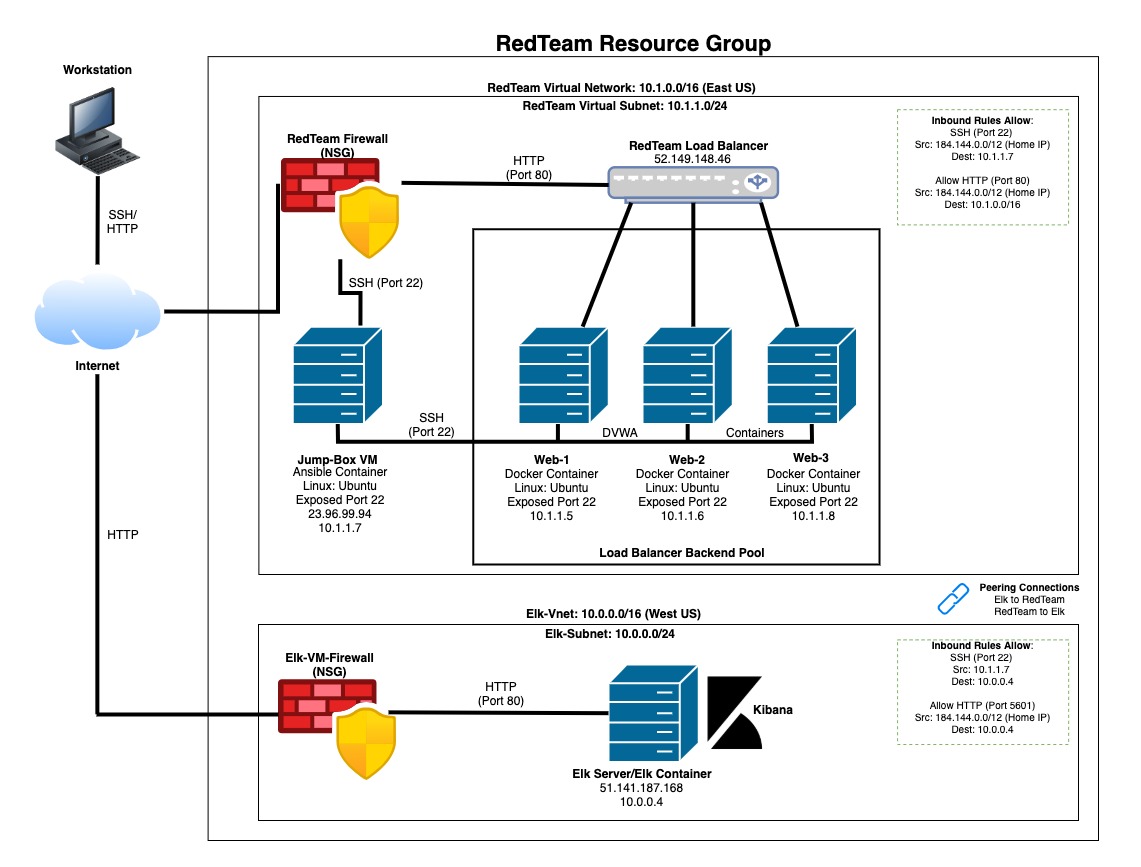 RedTeam Resource Group
Workstation
RedTeam Virtual Network: 10.1.0.0/16 (East US)
RedTeam Virtual Subnet: 10.1.1.0/24
RedTeam Firewall
(NSG)
HTTP
(Port 80)
RedTeam Load Balancer
52.149.148.46
Inbound Rules Allow:
SSH (Port 22)
Src: 184.144.0.0/12 (Home IP)
Dest: 10.1.1.7
Allow HTTP (Port 80)
Src: 184.144.0.0/12 (Home IP)
Dest: 10.1.0.0/16
SSH/
HTTP
SSH (Port 22)
Internet
SSH
(Port 22)
DVWA
Containers
Jump-Box VM
Ansible Container
Linux: Ubuntu
Exposed Port 22
23.96.99.94
10.1.1.7
Web-1
Docker Container
Linux: Ubuntu
Exposed Port 22
10.1.1.5
Web-2
Docker Container
Linux: Ubuntu
Exposed Port 22
10.1.1.6
Web-3
Docker Container
Linux: Ubuntu
Exposed Port 22
10.1.1.8
Load Balancer Backend Pool
HTTP
Peering Connections
Elk to RedTeam
RedTeam to Elk
Elk-Vnet: 10.0.0.0/16 (West US)
Elk-Subnet: 10.0.0.0/24
Elk-VM-Firewall
(NSG)
HTTP
(Port 80)
Kibana
Elk Server/Elk Container
51.141.187.168
10.0.0.4
Inbound Rules Allow:
SSH (Port 22)
Src: 10.1.1.7
Dest: 10.0.0.4
Allow HTTP (Port 5601)
Src: 184.144.0.0/12 (Home IP)
Dest: 10.0.0.4